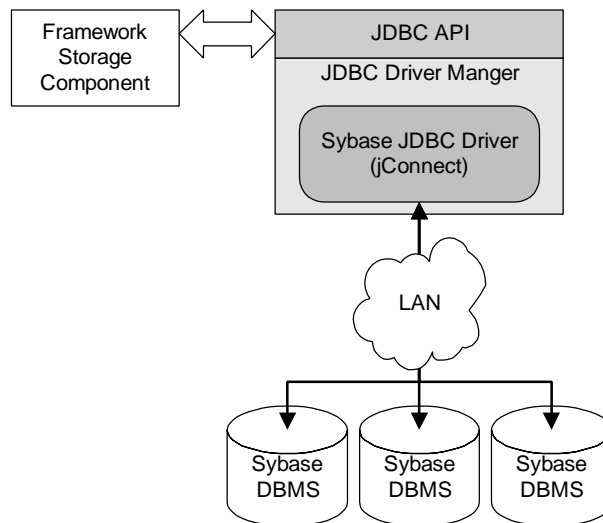 Framework
Storage
Component
JDBC API
JDBC Driver Manger
Sybase JDBC Driver
(jConnect)
LAN
Sybase
DBMS
Sybase
DBMS
Sybase
DBMS